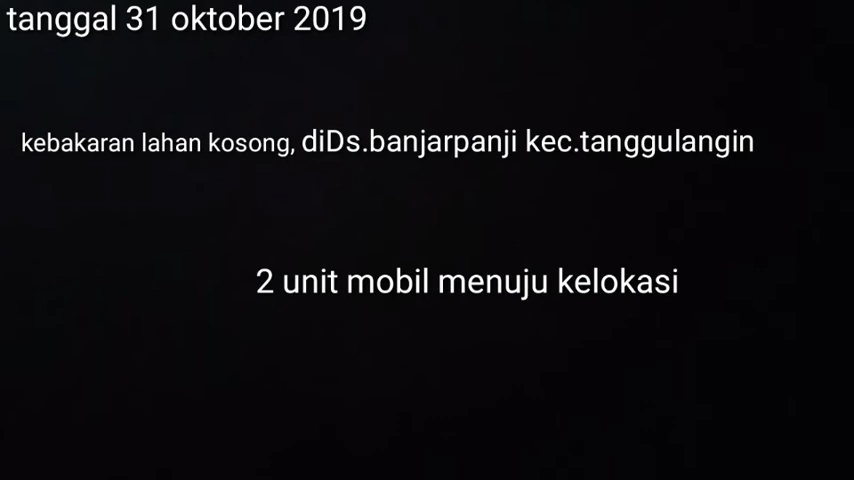 tanggal 31 oktober 2019
kebakaran lahan kosong, diDs.banjarpanji kec.tanggulangin
2 unit mobil menuju kelokasi